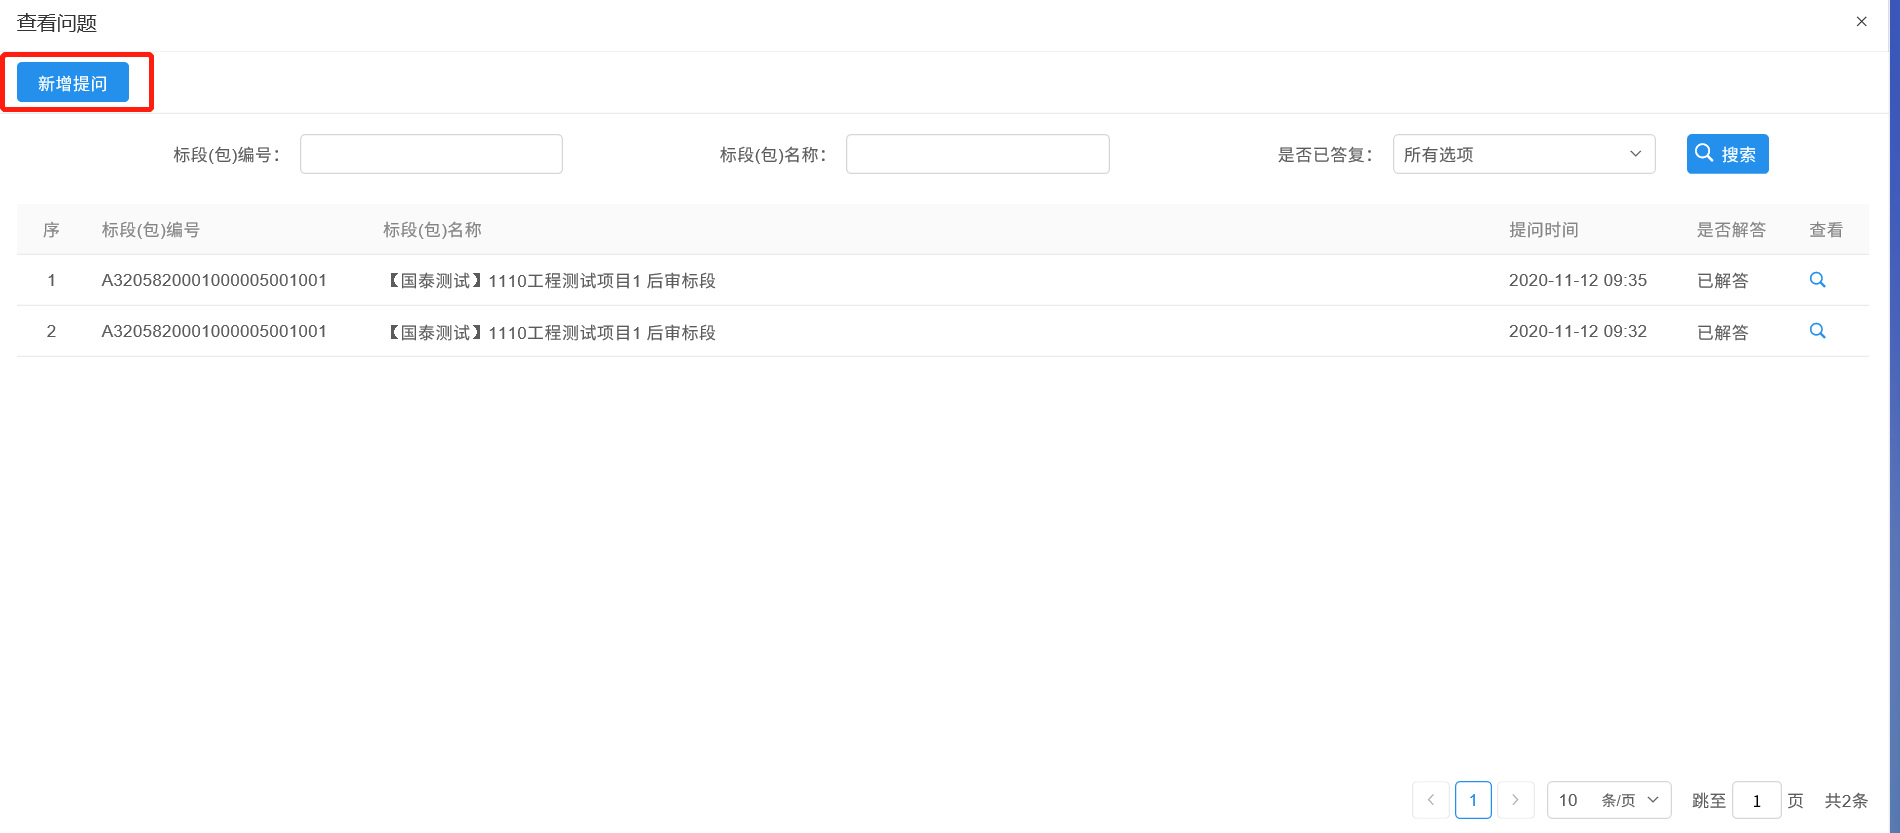 查看问题
新增提问
标段(包)编号： 标段(包)名称： 是否已答复： 所有选项 搜索
序 标段(包)编号 标段(包)名称 提问时间 是否解答 查看
1 A3205820001000005001001 【国泰测试】1110工程测试项目1 后审标段 2020-11-12 09:35 已解答
2 A3205820001000005001001 【国泰测试】1110工程测试项目1 后审标段 2020-11-12 09:32 已解答
1 10 条/页 跳至 1 页 共2条